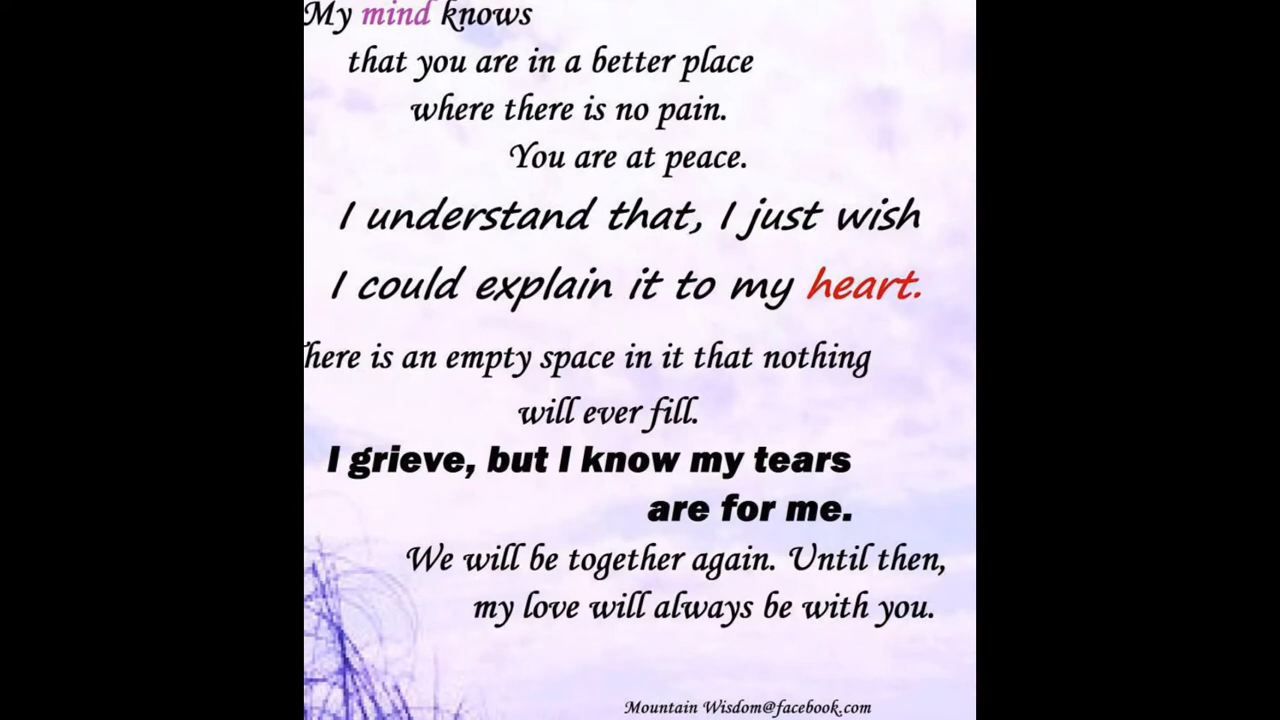 My mind knows
that you are in a better place
where there is no pain.
You are at peace.
I understand that, I just wish
I could explain it to my heart.
There is an empty space in it that nothing
will ever fill.
I grieve, but I know my tears
are for me.
We will be together again. Until then,
my love will always be with you.
Mountain Wisdom@facebook.com